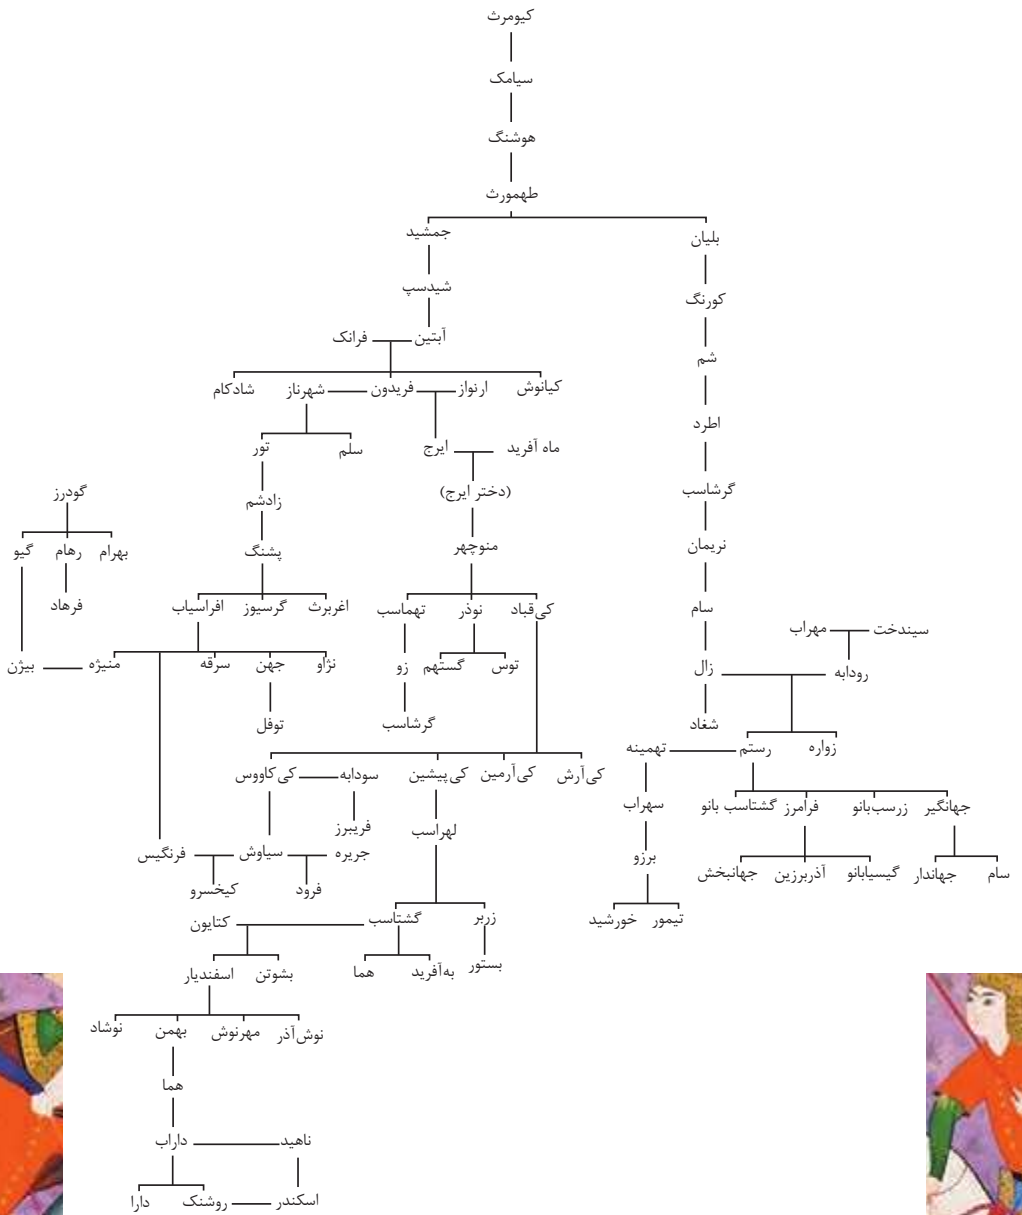 کیومرث
سیامک
هوشنگ
طهمورث
جمشید
بلیان
شیدسپ
کورنگ
آبتین فرانک
شم
کیانوش ارنواز فریدون شهرناز شادکام
اطرد
ماه آفرید ایرج سلم تور
گرشاسب
(دختر ایرج) زادشم گودرز
نریمان منوچهر پشنگ بهرام رهام گیو
سام کی‌قباد نوذر تهماسب اغریرث گرسیوز افراسیاب فرهاد
سیندخت مهراب
رودابه زال توس گستهم زو نژاو جهن سرقه منیژه بیژن
شغاد گرشاسب توفل
زواره رستم تهمینه
کی‌آرش کی‌آرمین کی‌پیشین سودابه کی‌کاووس
جهانگیر زرسب‌بانو فرامرز گشتاسب بانو سهراب
لهراسب فریبرز
برزو جریره سیاوش فرنگیس
سام جهاندار گیسیابانو آذربرزین جهانبخش
فرود کیخسرو
تیمور خورشید زربر گشتاسب کتایون
بستور به‌آفرید هما بشوتن اسفندیار
نوش‌آذر مهرنوش بهمن نوشاد
هما
ناهید داراب
اسکندر روشنک دارا